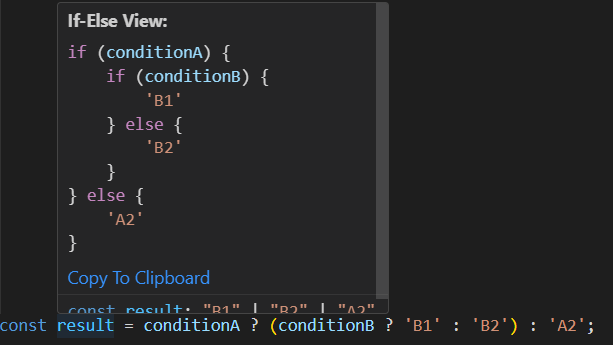 If-Else View:
if (conditionA) {
    if (conditionB) {
        'B1'
    } else {
        'B2'
    }
} else {
    'A2'
}
Copy To Clipboard
const result: "B1" | "B2" | "A2"
const result = conditionA ? (conditionB ? 'B1' : 'B2') : 'A2';